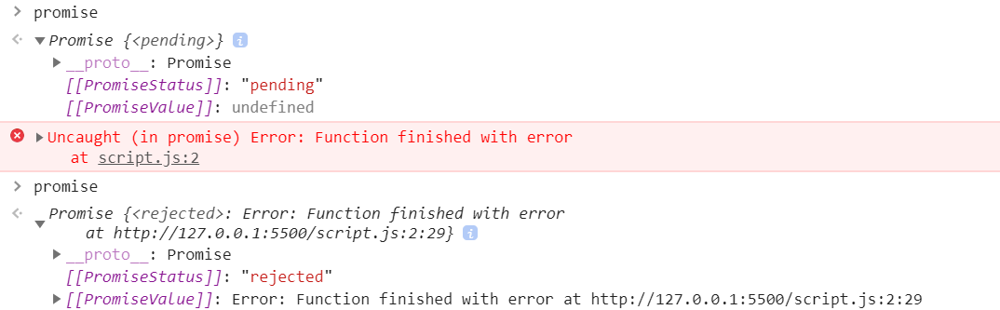 > promise
Promise {<pending>} i
__proto__: Promise
[[PromiseStatus]]: "pending"
[[PromiseValue]]: undefined
Uncaught (in promise) Error: Function finished with error
at script.js:2
> promise
Promise {<rejected>: Error: Function finished with error
at http://127.0.0.1:5500/script.js:2:29} i
__proto__: Promise
[[PromiseStatus]]: "rejected"
[[PromiseValue]]: Error: Function finished with error at http://127.0.0.1:5500/script.js:2:29